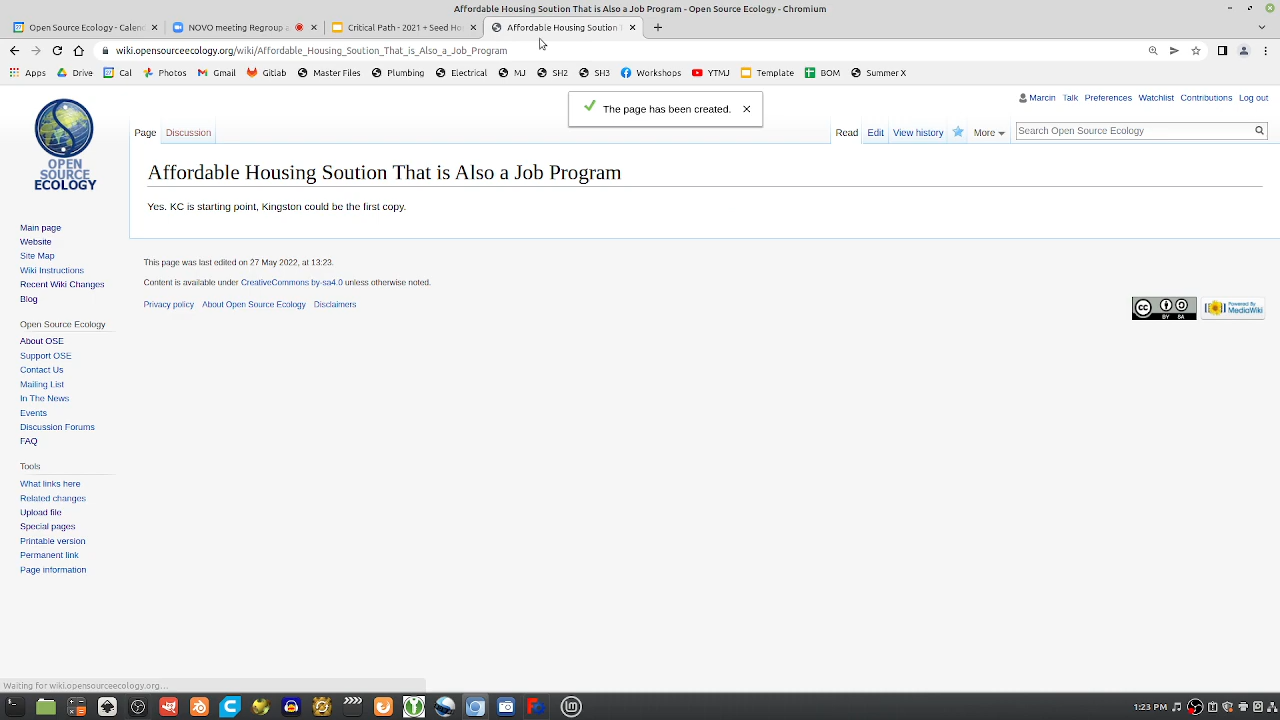 Affordable Housing Soution That is Also a Job Program - Open Source Ecology - Chromium
Open Source Ecology - Calen
NOVO meeting Regroup a
Critical Path - 2021 + Seed Ho
Affordable Housing Soution
wiki.opensourceecology.org/wiki/Affordable_Housing_Soution_That_is_Also_a_Job_Program
Apps Drive Cal Photos Gmail Gitlab Master Files Plumbing Electrical MJ SH2 SH3 Workshops YTMJ Template BOM Summer X
Marcin Talk Preferences Watchlist Contributions Log out
The page has been created.
Page Discussion Read Edit View history More Search Open Source Ecology
OPEN
SOURCE
ECOLOGY
Affordable Housing Soution That is Also a Job Program
Yes. KC is starting point, Kingston could be the first copy.
Main page
Website
Site Map
Wiki Instructions
Recent Wiki Changes
Blog
Open Source Ecology
About OSE
Support OSE
Contact Us
Mailing List
In The News
Events
Discussion Forums
FAQ
Tools
What links here
Related changes
Upload file
Special pages
Printable version
Permanent link
Page information
This page was last edited on 27 May 2022, at 13:23.
Content is available under CreativeCommons by-sa4.0 unless otherwise noted.
Privacy policy About Open Source Ecology Disclaimers
cc BY SA
Powered By
MediaWiki
Waiting for wiki.opensourceecology.org...
1:23 PM